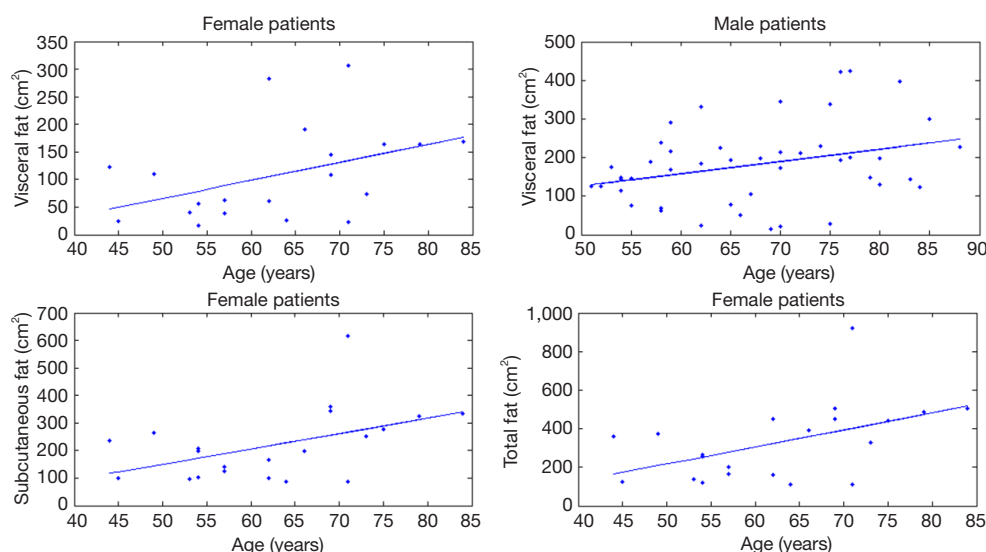 Female patients
350
300
250
200
150
100
50
0
Visceral fat (cm²)
40 45 50 55 60 65 70 75 80 85
Age (years)
Male patients
500
400
300
200
100
0
Visceral fat (cm²)
50 55 60 65 70 75 80 85 90
Age (years)
Female patients
700
600
500
400
300
200
100
0
Subcutaneous fat (cm²)
40 45 50 55 60 65 70 75 80 85
Age (years)
Female patients
1,000
800
600
400
200
0
Total fat (cm²)
40 45 50 55 60 65 70 75 80 85
Age (years)